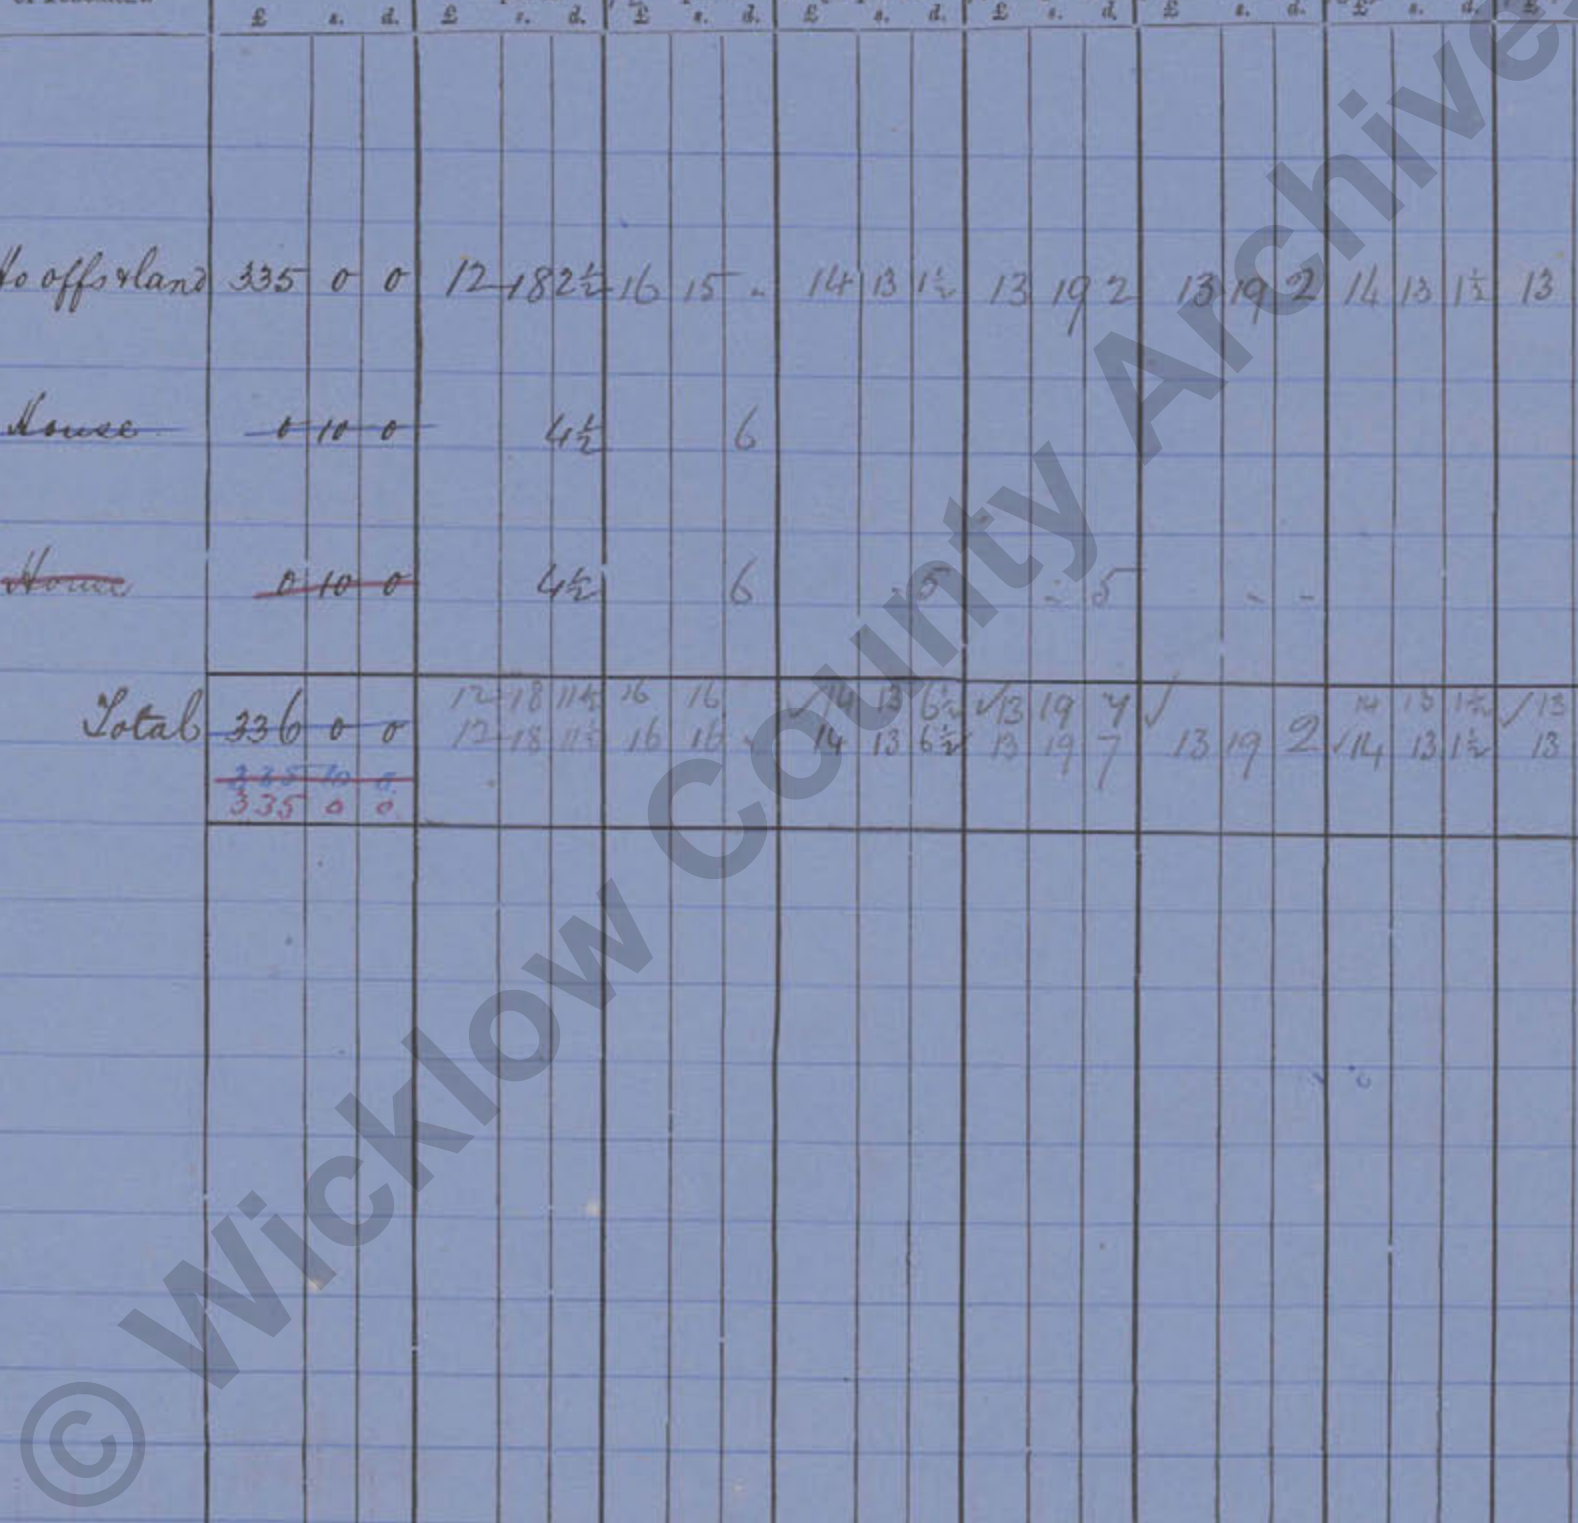 £ s. d. £ s. d. £ s. d. £ s. d. £ s. d. £ s. d. £ s. d. £
Ho offs & land 335 0 0 12 18 2½ 16 15 - 14 13 1½ 13 19 2 13 19 2 14 13 1½ 13
House 0 10 0 4½ 6
House 0 10 0 4½ 6 - 5 - 5 - -
12 18 11½ 16 16 ✓14 13 6½ ✓13 19 7 ✓ 14 13 1½ ✓13
Total 336 0 0 12 18 11½ 16 16 - 14 13 6½ 13 19 7 13 19 2 ✓14 13 1½ 13
335 10 0
335 0 0
© Wicklow County Archive